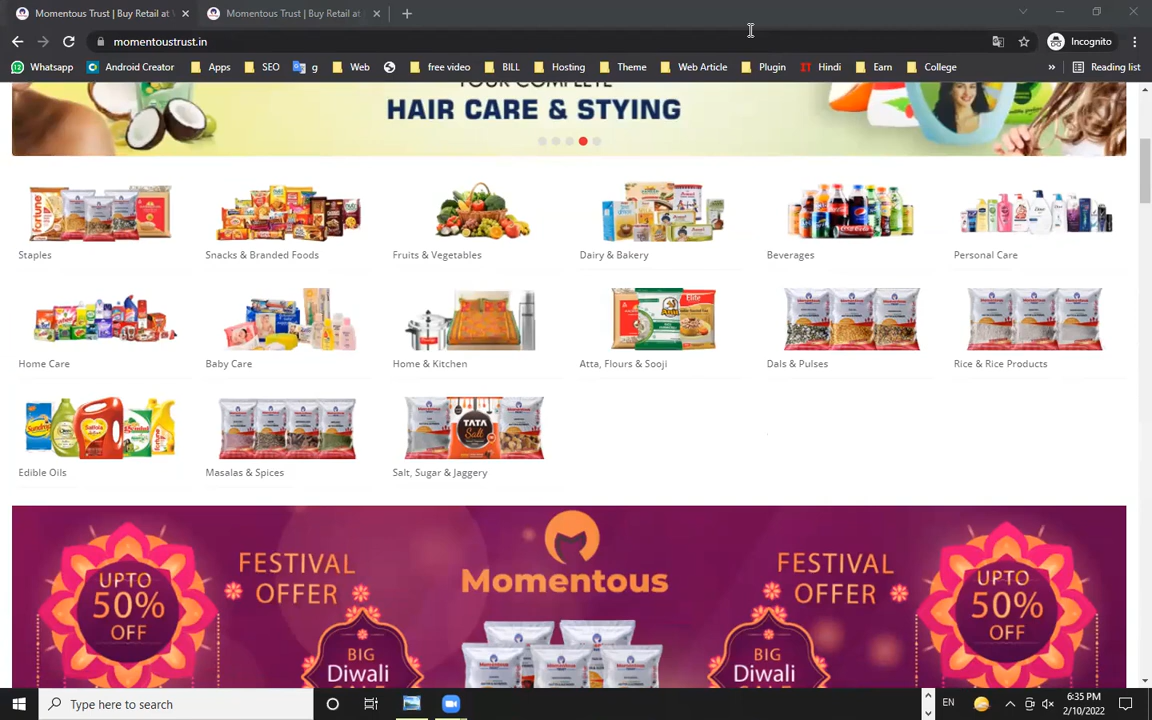 Momentous Trust | Buy Retail at
Momentous Trust | Buy Retail at
momentoustrust.in
Incognito
Whatsapp
Android Creator
Apps
SEO
g
Web
free video
BILL
Hosting
Theme
Web Article
Plugin
Hindi
Earn
College
»
Reading list
HAIR CARE & STYING
Staples
Snacks & Branded Foods
Fruits & Vegetables
Dairy & Bakery
Beverages
Personal Care
Home Care
Baby Care
Home & Kitchen
Atta, Flours & Sooji
Dals & Pulses
Rice & Rice Products
Edible Oils
Masalas & Spices
TATA
Salt
Salt, Sugar & Jaggery
UPTO
50%
OFF
FESTIVAL
OFFER
Momentous
FESTIVAL
OFFER
UPTO
50%
OFF
BIG
Diwali
BIG
Diwali
Type here to search
EN
6:35 PM
2/10/2022